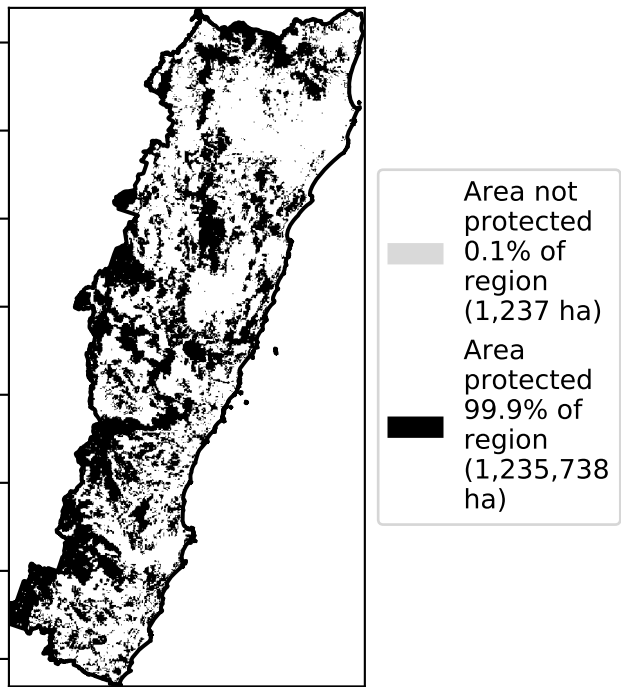 Area not
protected
0.1% of
region
(1,237 ha)
Area
protected
99.9% of
region
(1,235,738
ha)